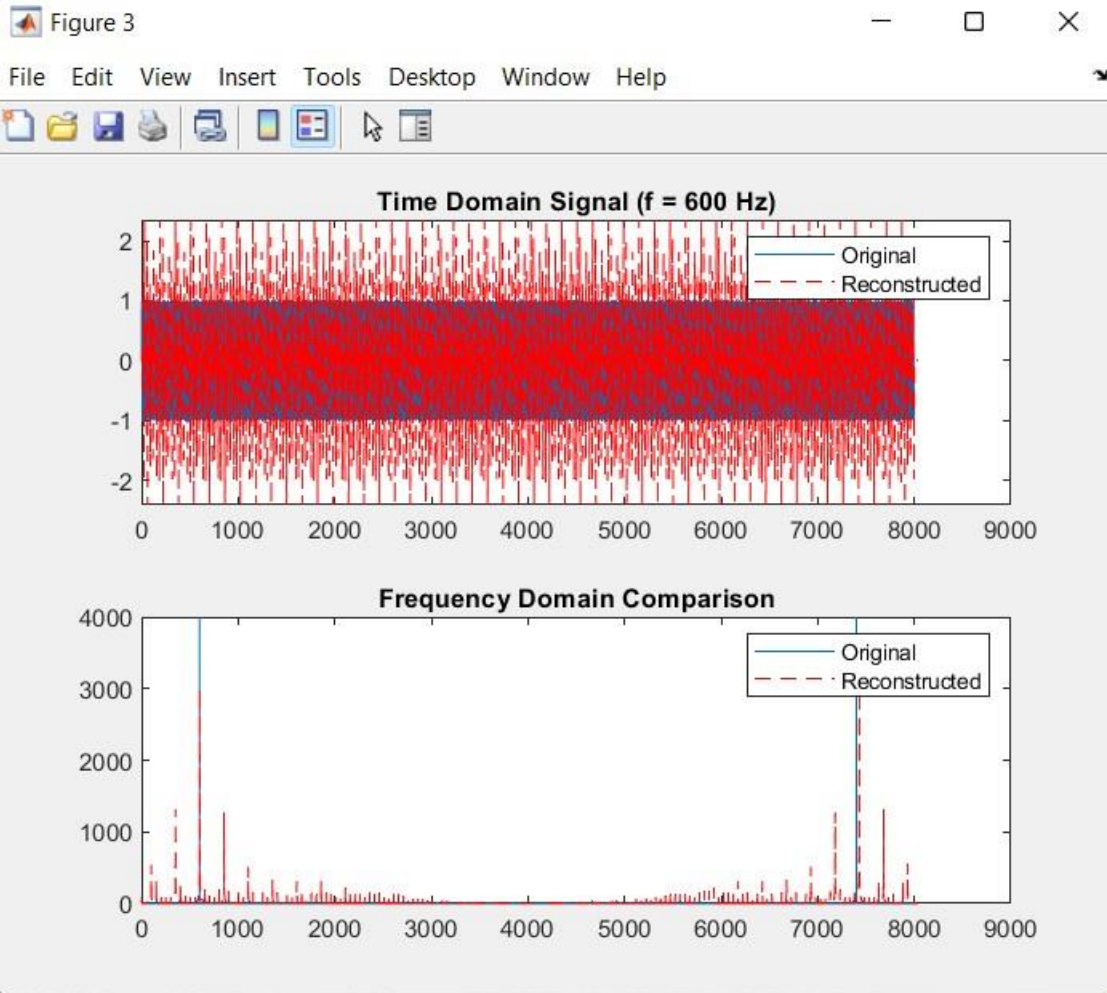 Figure 3
File Edit View Insert Tools Desktop Window Help
Time Domain Signal (f = 600 Hz)
2
1
0
-1
-2
Original
Reconstructed
0 1000 2000 3000 4000 5000 6000 7000 8000 9000
Frequency Domain Comparison
4000
3000
2000
1000
0
Original
Reconstructed
0 1000 2000 3000 4000 5000 6000 7000 8000 9000